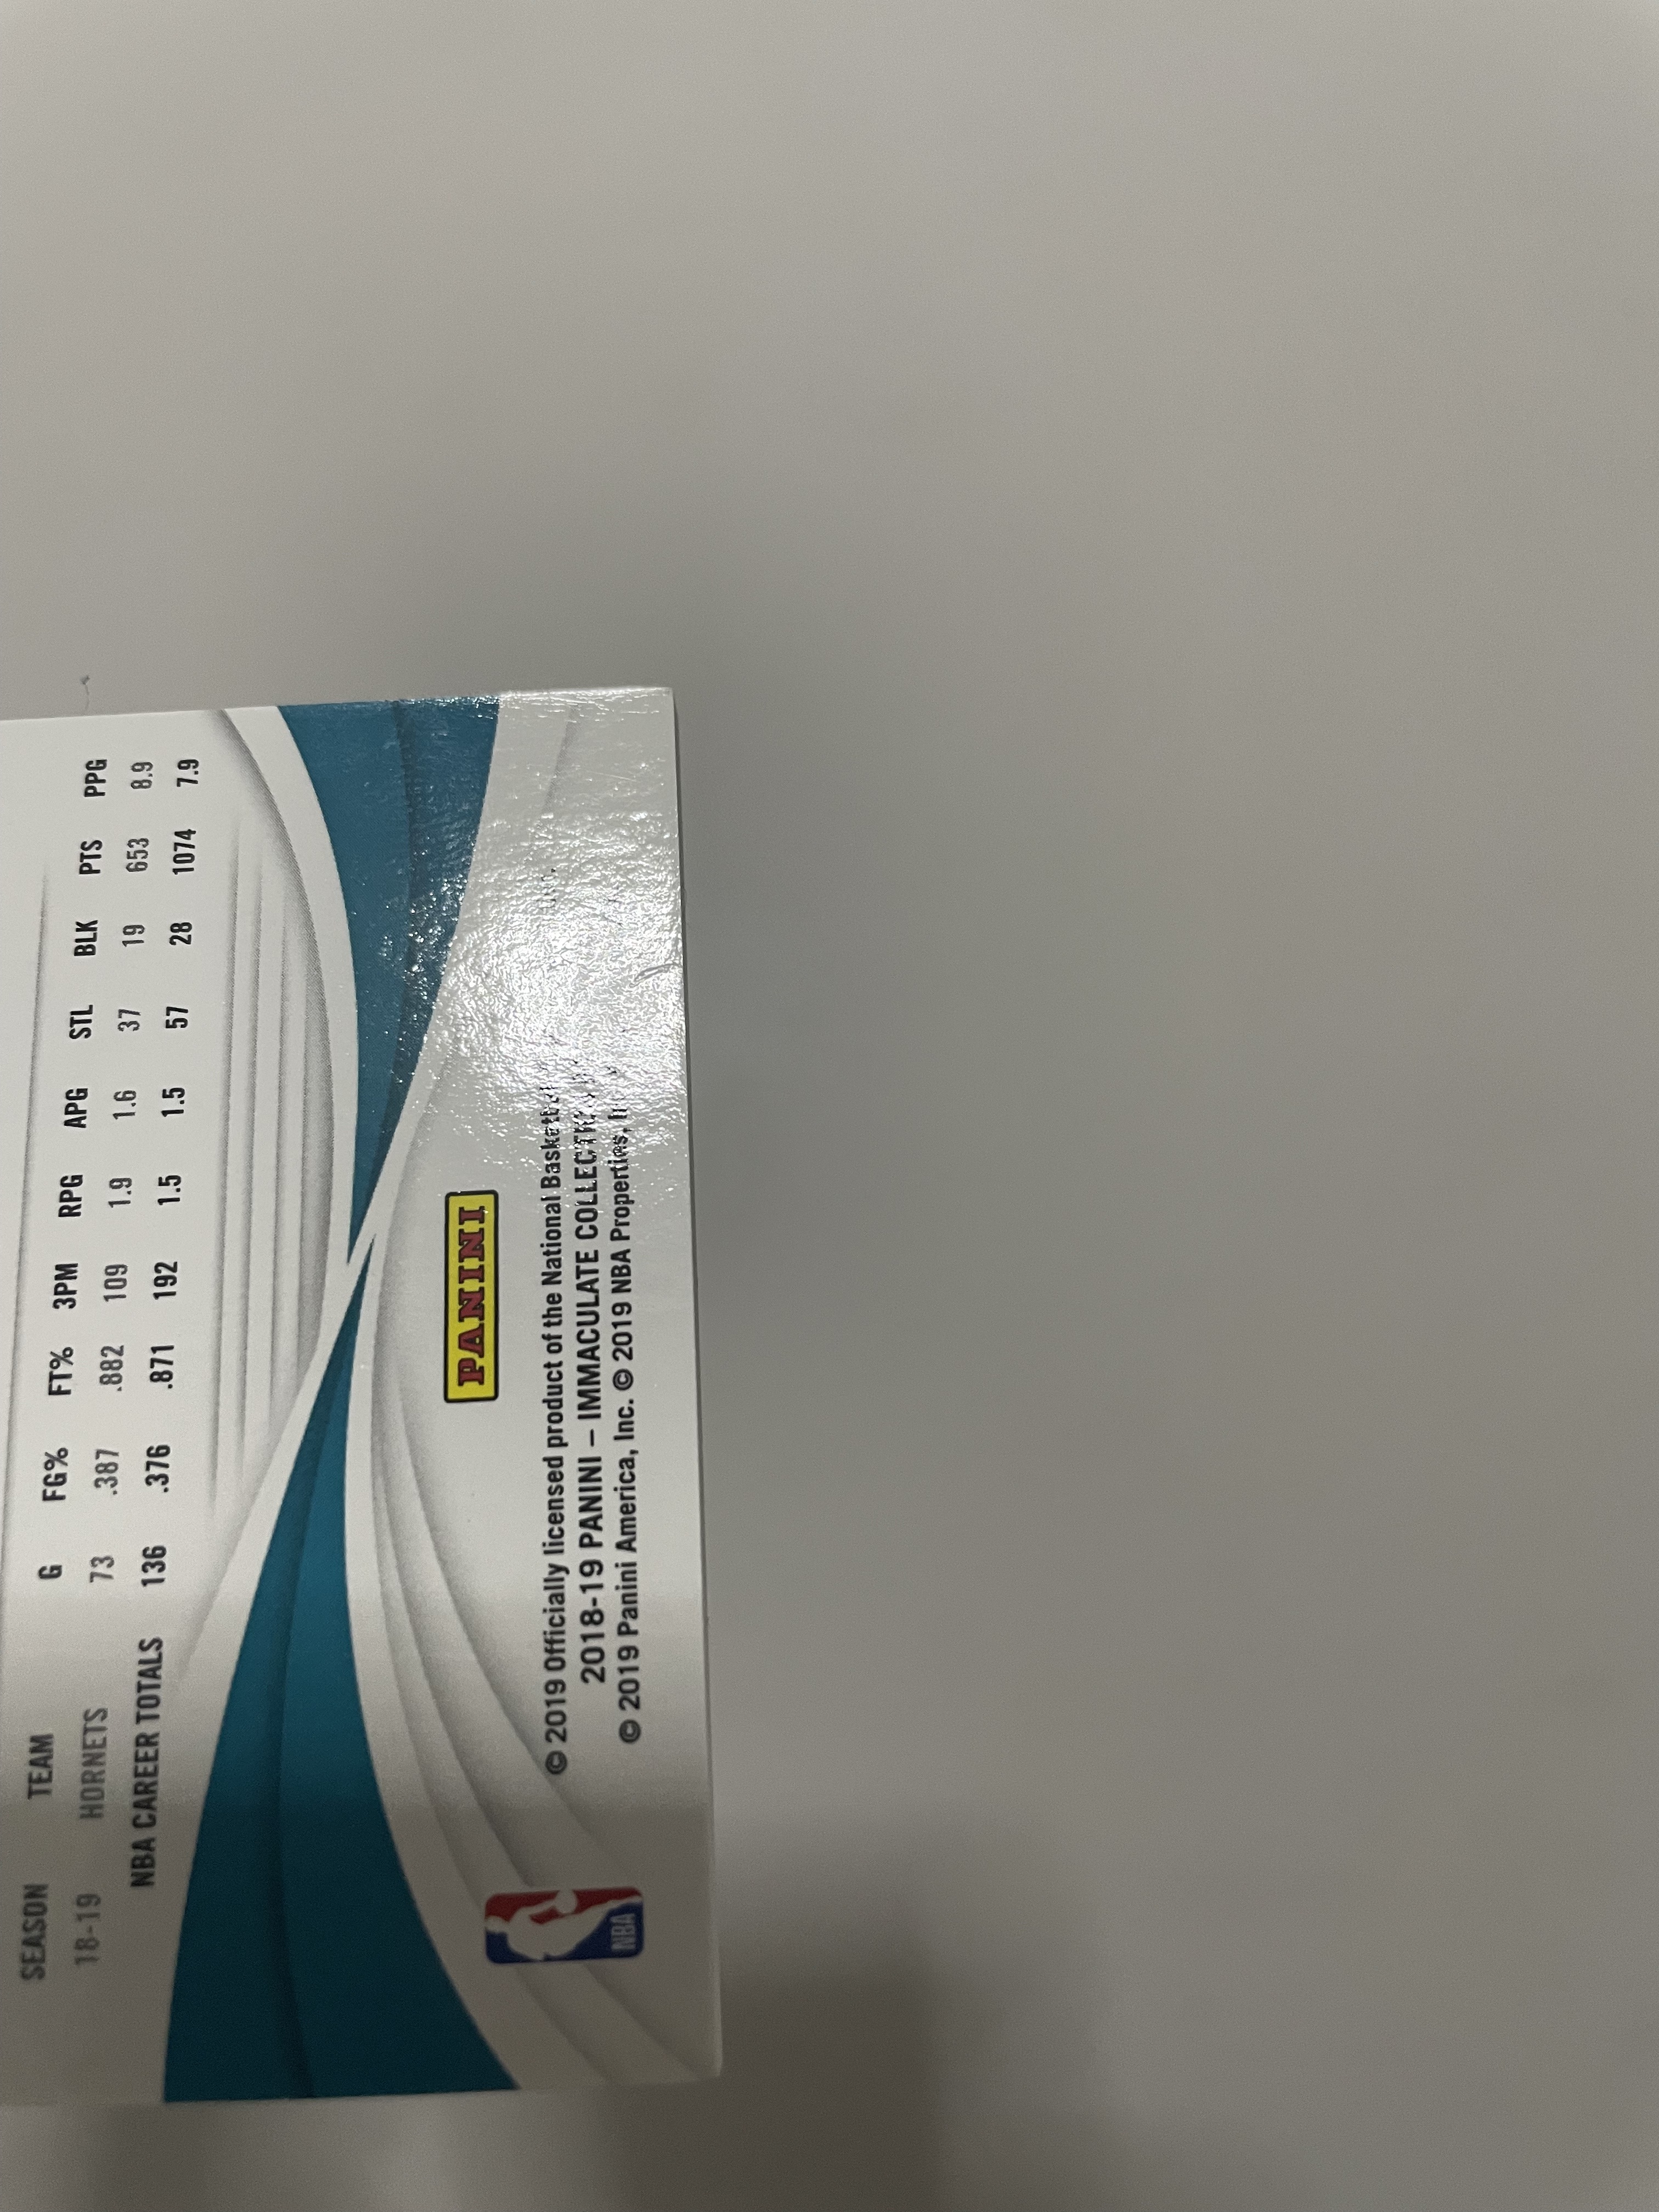 SEASON TEAM G FG% FT% 3PM RPG APG STL BLK PTS PPG
18-19 HORNETS 73 .387 .882 109 1.9 1.6 37 19 653 8.9
NBA CAREER TOTALS 136 .376 .871 192 1.5 1.5 57 28 1074 7.9
PANINI
© 2019 Officially licensed product of the National
2018-19 PANINI – IMMACULATE
© 2019 Panini America, Inc. © 2019 NBA Properties,
NBA